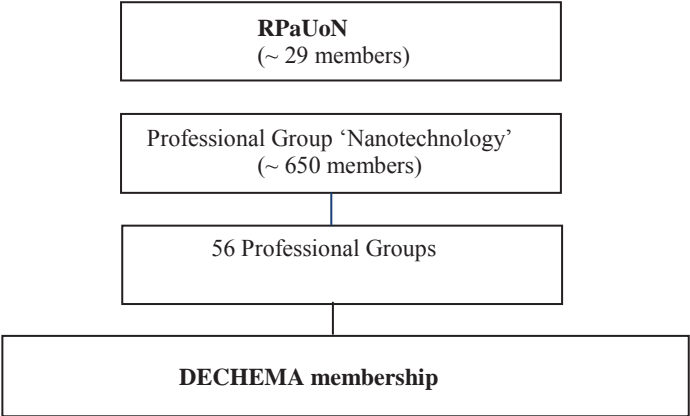 RPaUoN
(~ 29 members)
Professional Group ‘Nanotechnology’
(~ 650 members)
56 Professional Groups
DECHEMA membership